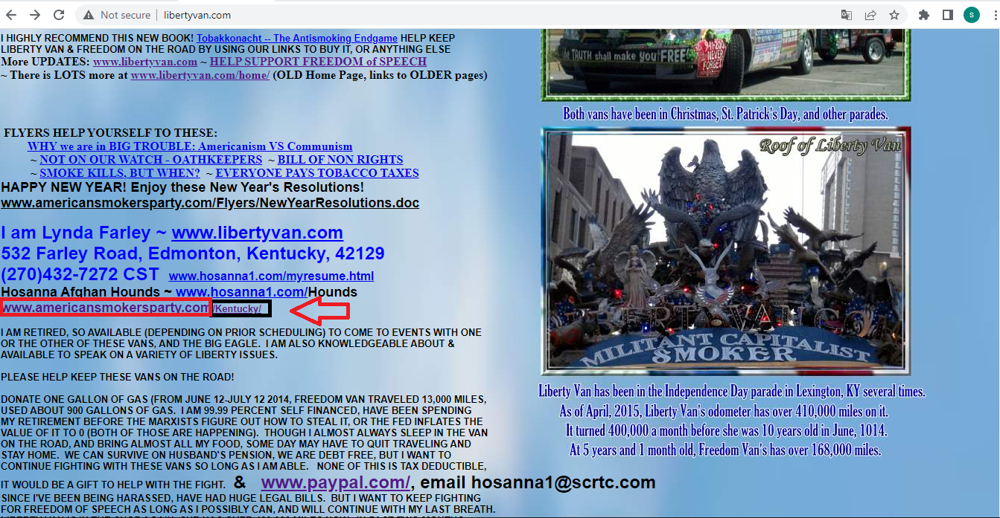 Not secure | libertyvan.com
S
I HIGHLY RECOMMEND THIS NEW BOOK! Tobakkonacht -- The Antismoking Endgame HELP KEEP
LIBERTY VAN & FREEDOM ON THE ROAD BY USING OUR LINKS TO BUY IT, OR ANYTHING ELSE
More UPDATES: www.libertyvan.com ~ HELP SUPPORT FREEDOM of SPEECH
~ There is LOTS more at www.libertyvan.com/home/ (OLD Home Page, links to OLDER pages)
FLYERS HELP YOURSELF TO THESE:
WHY we are in BIG TROUBLE: Americanism VS Communism
~ NOT ON OUR WATCH - OATHKEEPERS ~ BILL OF NON RIGHTS
~ SMOKE KILLS, BUT WHEN? ~ EVERYONE PAYS TOBACCO TAXES
HAPPY NEW YEAR! Enjoy these New Year's Resolutions!
www.americansmokersparty.com/Flyers/NewYearResolutions.doc
I am Lynda Farley ~ www.libertyvan.com
532 Farley Road, Edmonton, Kentucky, 42129
(270)432-7272 CST www.hosanna1.com/myresume.html
Hosanna Afghan Hounds ~ www.hosanna1.com/Hounds
www.americansmokersparty.com/Kentucky/
I AM RETIRED, SO AVAILABLE (DEPENDING ON PRIOR SCHEDULING) TO COME TO EVENTS WITH ONE
OR THE OTHER OF THESE VANS, AND THE BIG EAGLE. I AM ALSO KNOWLEDGEABLE ABOUT &
AVAILABLE TO SPEAK ON A VARIETY OF LIBERTY ISSUES.
PLEASE HELP KEEP THESE VANS ON THE ROAD!
DONATE ONE GALLON OF GAS (FROM JUNE 12-JULY 12 2014, FREEDOM VAN TRAVELED 13,000 MILES,
USED ABOUT 900 GALLONS OF GAS. I AM 99.99 PERCENT SELF FINANCED, HAVE BEEN SPENDING
MY RETIREMENT BEFORE THE MARXISTS FIGURE OUT HOW TO STEAL IT, OR THE FED INFLATES THE
VALUE OF IT TO 0 (BOTH OF THOSE ARE HAPPENING). THOUGH I ALMOST ALWAYS SLEEP IN THE VAN
ON THE ROAD, AND BRING ALMOST ALL MY FOOD, SOME DAY MAY HAVE TO QUIT TRAVELING AND
STAY HOME. WE CAN SURVIVE ON HUSBAND'S PENSION, WE ARE DEBT FREE, BUT I WANT TO
CONTINUE FIGHTING WITH THESE VANS SO LONG AS I AM ABLE. NONE OF THIS IS TAX DEDUCTIBLE,
IT WOULD BE A GIFT TO HELP WITH THE FIGHT. & www.paypal.com/, email hosanna1@scrtc.com
SINCE I'VE BEEN BEING HARASSED, HAVE HAD HUGE LEGAL BILLS. BUT I WANT TO KEEP FIGHTING
FOR FREEDOM OF SPEECH AS LONG AS I POSSIBLY CAN, AND WILL CONTINUE WITH MY LAST BREATH.
the TRUTH shall make you FREE
9-11-2001
NEVER
FORGET
Both vans have been in Christmas, St. Patrick's Day, and other parades.
Roof of Liberty Van
LIBERTY VAN.COM
MILITANT CAPITALIST
SMOKER
Liberty Van has been in the Independence Day parade in Lexington, KY several times.
As of April, 2015, Liberty Van's odometer has over 410,000 miles on it.
It turned 400,000 a month before she was 10 years old in June, 1014.
At 5 years and 1 month old, Freedom Van's has over 168,000 miles.